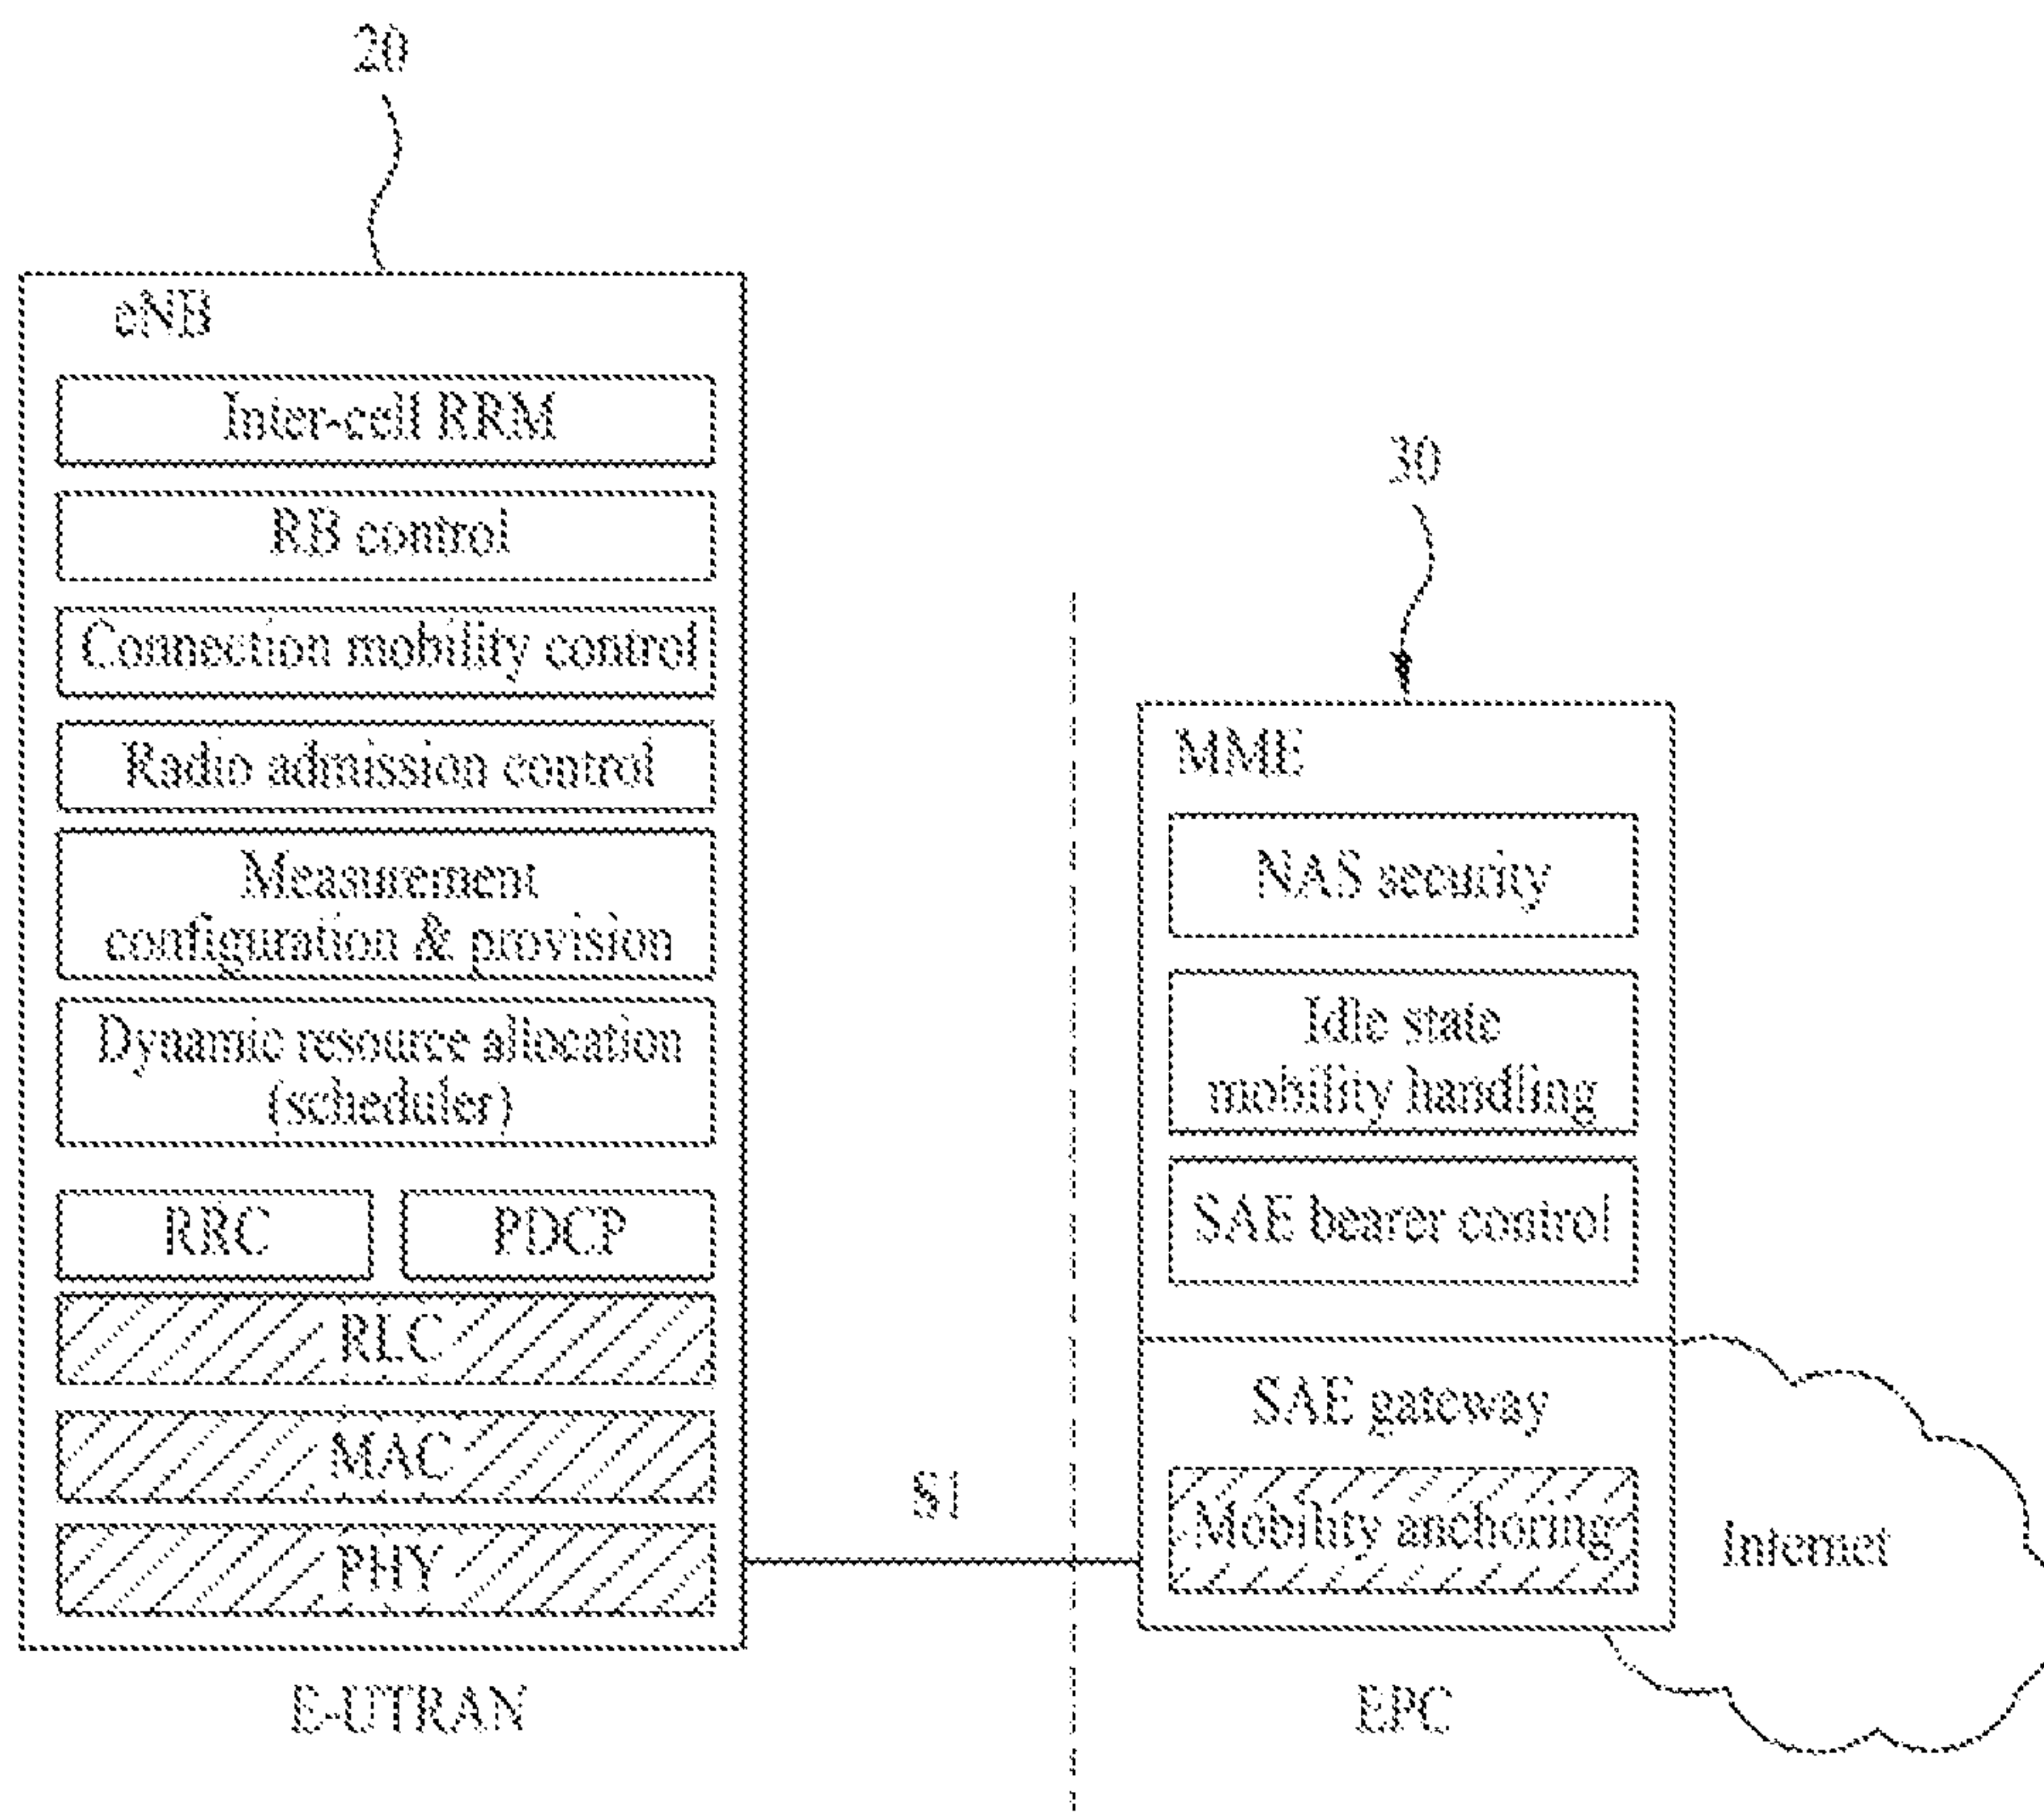 20
eNB
Inter-cell RRM
RB control
Connection mobility control
Radio admission control
Measurement
configuration & provision
Dynamic resource allocation
(scheduler)
RRC PDCP
RLC
MAC
PHY
E-UTRAN
S1
30
MME
NAS security
Idle state
mobility handling
SAE bearer control
SAE gateway
Mobility anchoring
EPC
Internet